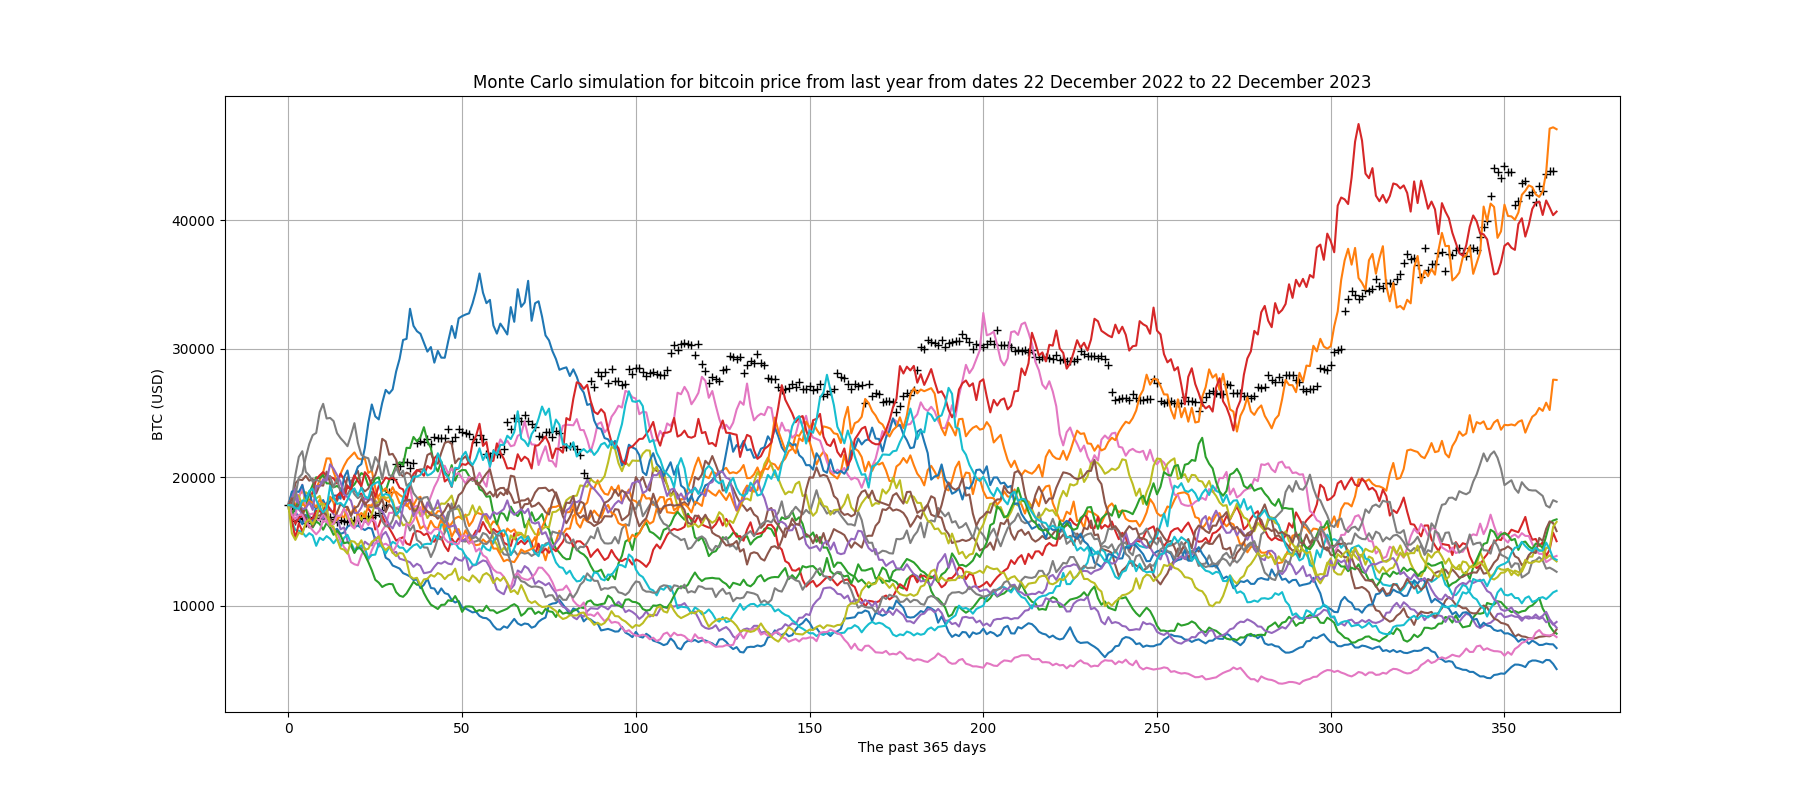 Monte Carlo simulation for bitcoin price from last year from dates 22 December 2022 to 22 December 2023
BTC (USD)
40000
30000
20000
10000
0 50 100 150 200 250 300 350
The past 365 days